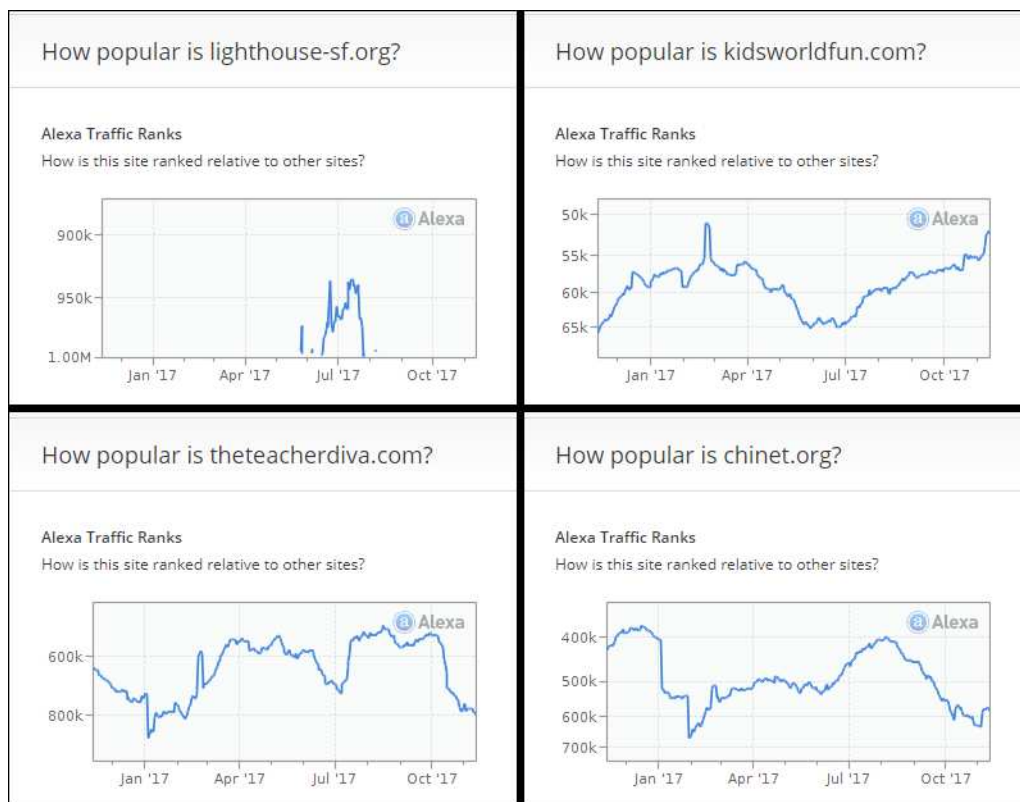 How popular is lighthouse-sf.org?
Alexa Traffic Ranks
How is this site ranked relative to other sites?
a Alexa
900k
950k
1.00M
Jan '17 Apr '17 Jul '17 Oct '17
How popular is kidsworldfun.com?
Alexa Traffic Ranks
How is this site ranked relative to other sites?
a Alexa
50k
55k
60k
65k
Jan '17 Apr '17 Jul '17 Oct '17
How popular is theteacherdiva.com?
Alexa Traffic Ranks
How is this site ranked relative to other sites?
a Alexa
600k
800k
Jan '17 Apr '17 Jul '17 Oct '17
How popular is chinet.org?
Alexa Traffic Ranks
How is this site ranked relative to other sites?
a Alexa
400k
500k
600k
700k
Jan '17 Apr '17 Jul '17 Oct '17